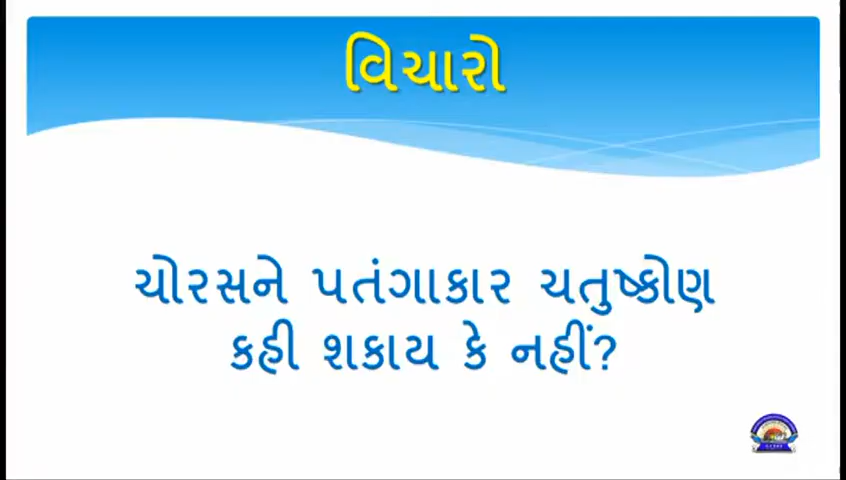 વિચારો
ચોરસને પતંગાકાર ચતુષ્કોણ
કહી શકાય કે નહીં?